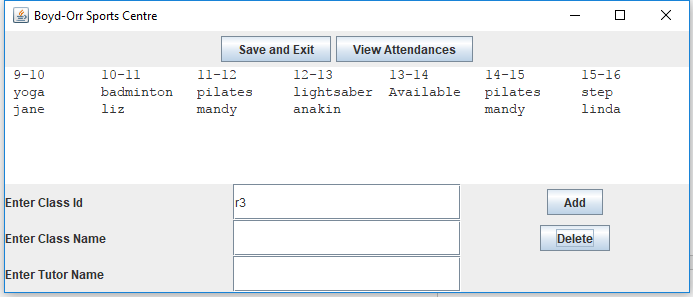 Boyd-Orr Sports Centre
Save and Exit View Attendances
9-10 10-11 11-12 12-13 13-14 14-15 15-16
yoga badminton pilates lightsaber Available pilates step
jane liz mandy anakin mandy linda
Enter Class Id r3 Add
Enter Class Name Delete
Enter Tutor Name